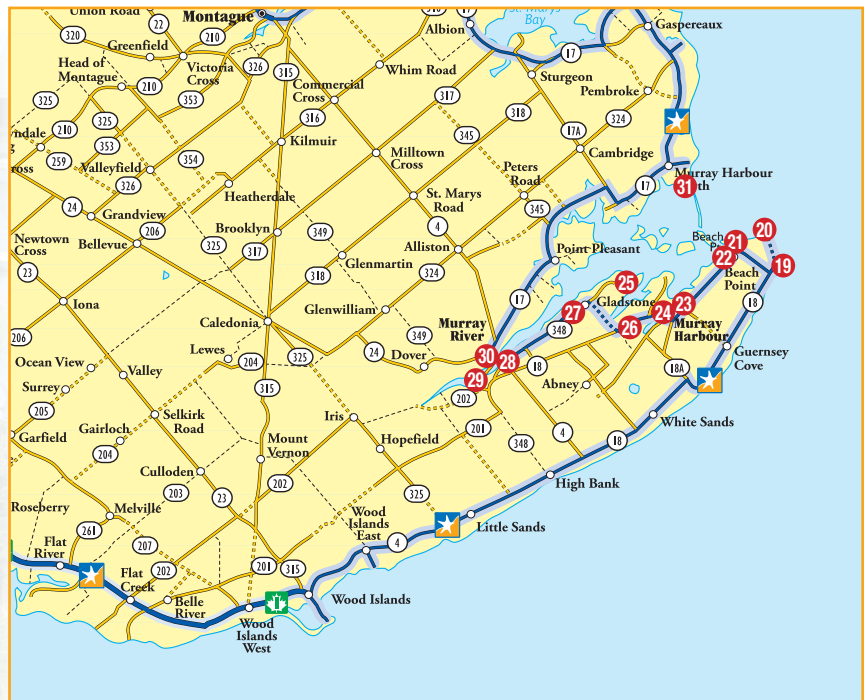 Union Road
Montague
St. Marys
Bay
Albion
Gaspereaux
22
210
320
17
17
Greenfield
Victoria
Cross
Head of
Montague
326
315
Whim Road
Sturgeon
Commercial
Cross
Pembroke
210
353
325
317
318
324
325
210
353
259
316
Kilmuir
345
17A
Cambridge
Milltown
Cross
354
Valleyfield
326
Murray Harbour
31
17
Heatherdale
Peters
Road
345
St. Marys
Road
24
Grandview
206
Bellevue
Brooklyn
325
317
349
4
Alliston
Newtown
Cross
23
Glenmartin
318
324
Point Pleasant
Beach
21
20
22
19
Beach
Point
25
Iona
Glenwilliam
17
27
Gladstone
23
24
26
Murray
Harbour
18
Caledonia
349
Murray
River
348
206
Lewes
204
325
24
Dover
30
28
18
Guernsey
Cove
18A
Ocean View
Surrey
Valley
315
29
202
Abney
205
Garfield
Gairloch
204
Selkirk
Road
Iris
White Sands
Hopefield
201
348
4
18
Mount
Vernon
Culloden
203
23
202
High Bank
325
Roseberry
Melville
261
207
Wood
Islands
East
4
Little Sands
Flat
River
202
Flat
Creek
201
315
Belle
River
Wood
Islands
West
Wood Islands